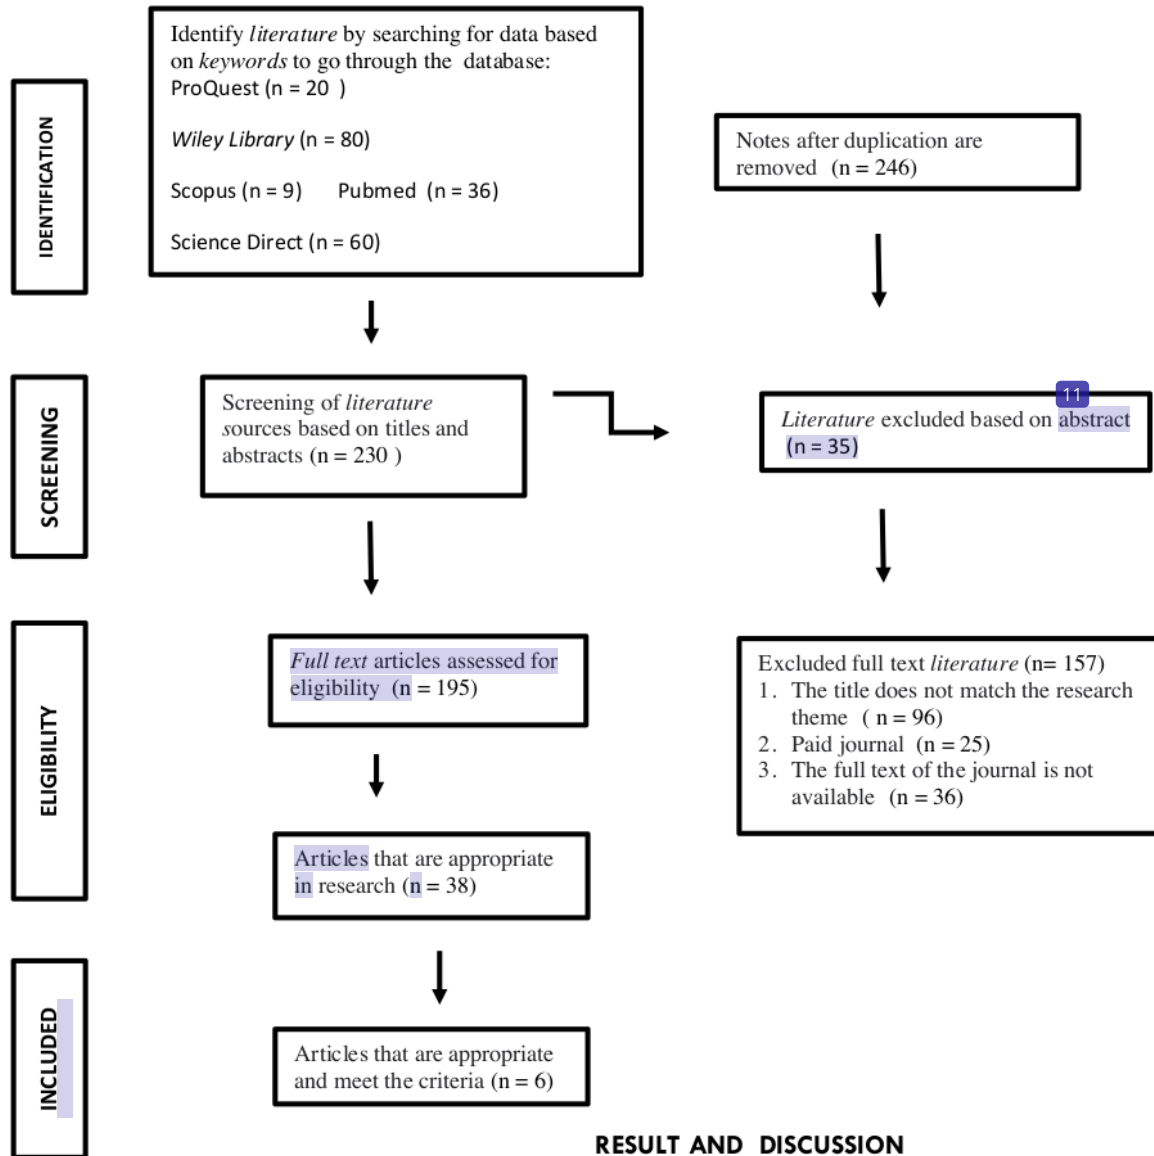 IDENTIFICATION
Identify literature by searching for data based
on keywords to go through the database:
ProQuest (n = 20 )
Wiley Library (n = 80)
Scopus (n = 9) Pubmed (n = 36)
Science Direct (n = 60)
Notes after duplication are
removed (n = 246)
SCREENING
Screening of literature
sources based on titles and
abstracts (n = 230 )
11
Literature excluded based on abstract
(n = 35)
ELIGIBILITY
Full text articles assessed for
eligibility (n = 195)
Excluded full text literature (n= 157)
1. The title does not match the research
theme ( n = 96)
2. Paid journal (n = 25)
3. The full text of the journal is not
available (n = 36)
Articles that are appropriate
in research (n = 38)
INCLUDED
Articles that are appropriate
and meet the criteria (n = 6)
RESULT AND DISCUSSION